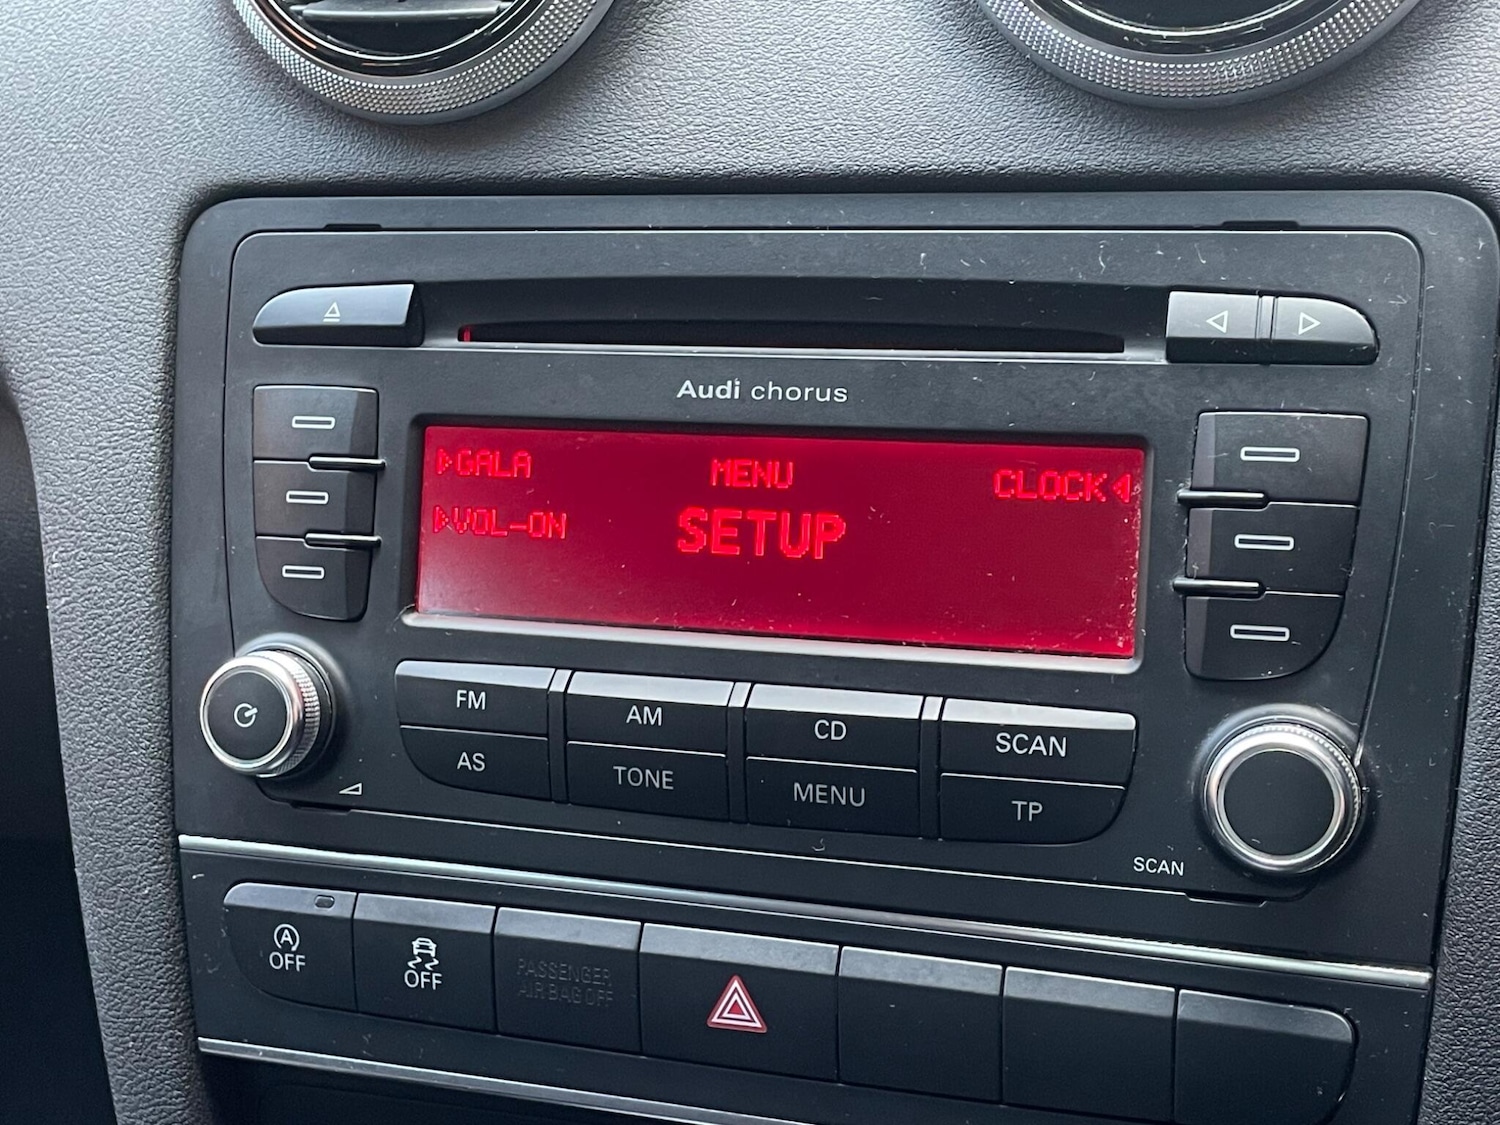 Audi chorus
GALA MENU CLOCK
VOL-ON SETUP
FM AM CD SCAN
AS TONE MENU TP
SCAN
A
OFF OFF PASSENGER
AIR BAG OFF